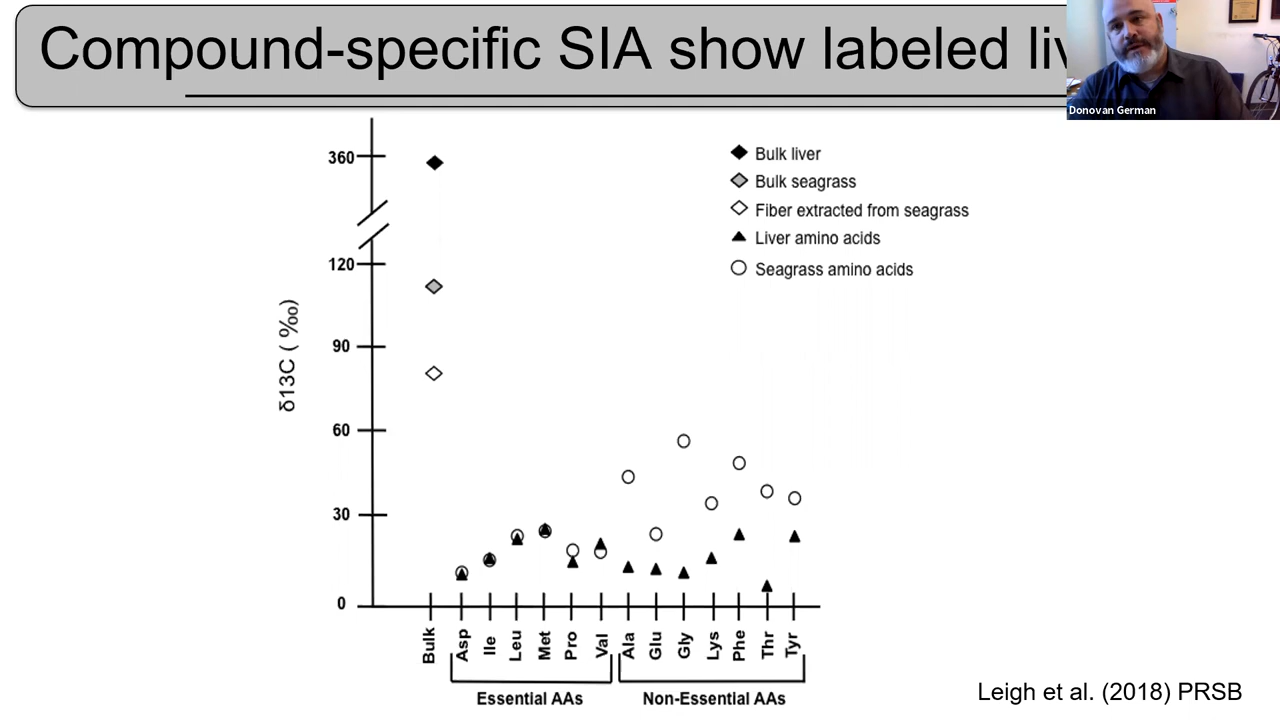 Compound-specific SIA show labeled liv
Donovan German
360
120
90
60
30
0
δ13C ( ‰)
Bulk liver
Bulk seagrass
Fiber extracted from seagrass
Liver amino acids
Seagrass amino acids
Bulk
Asp
Ile
Leu
Met
Pro
Val
Ala
Glu
Gly
Lys
Phe
Thr
Tyr
Essential AAs
Non-Essential AAs
Leigh et al. (2018) PRSB